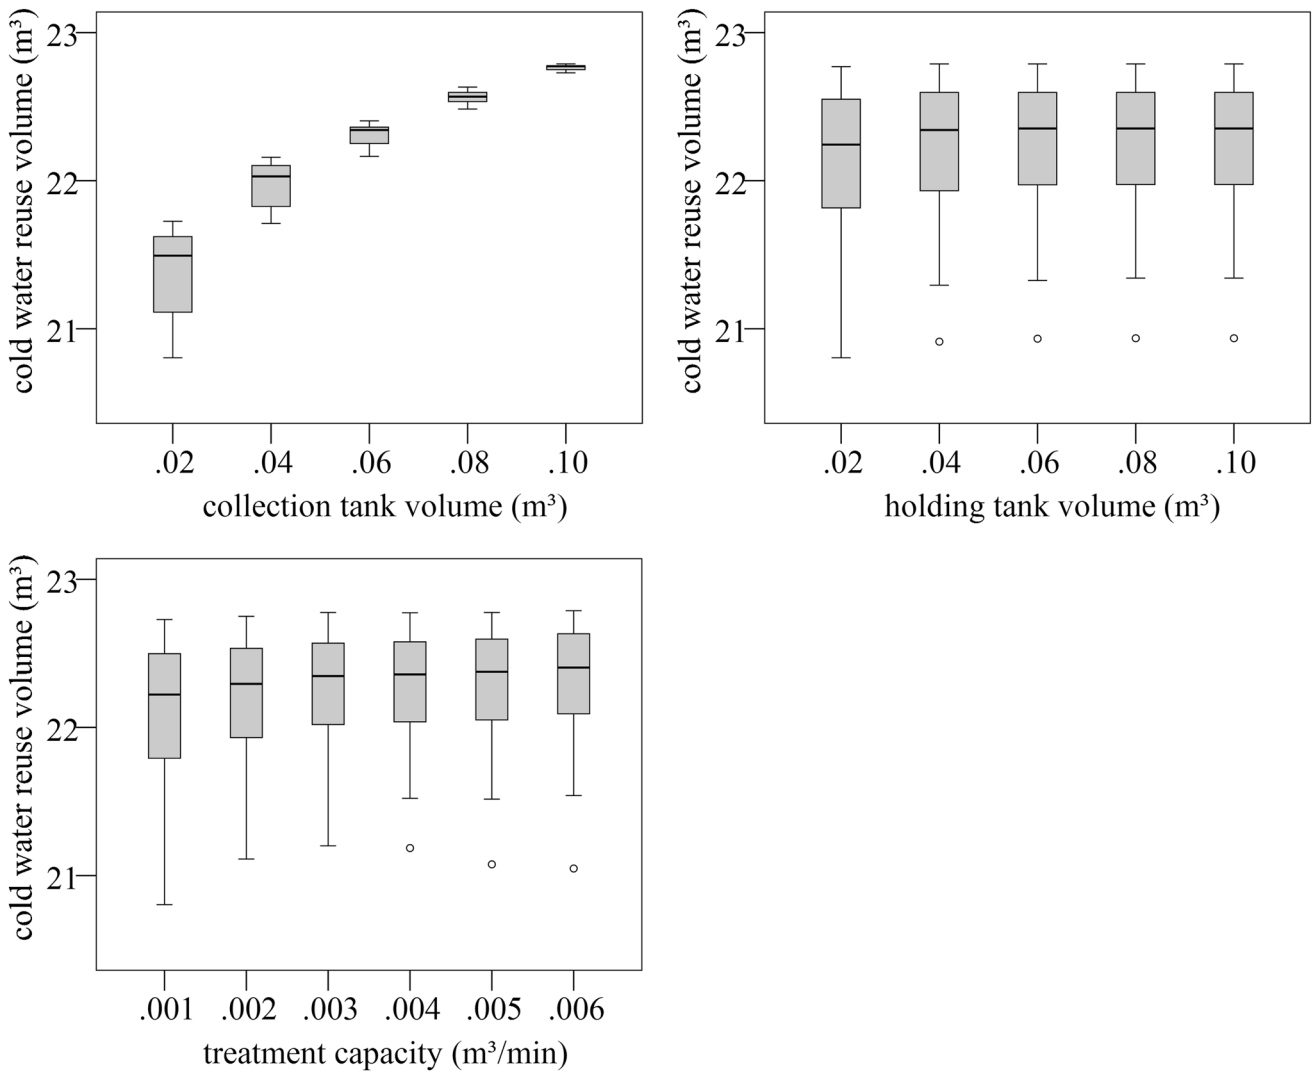 cold water reuse volume (m³)
23
22
21
.02 .04 .06 .08 .10
collection tank volume (m³)
cold water reuse volume (m³)
23
22
21
.02 .04 .06 .08 .10
holding tank volume (m³)
cold water reuse volume (m³)
23
22
21
.001 .002 .003 .004 .005 .006
treatment capacity (m³/min)